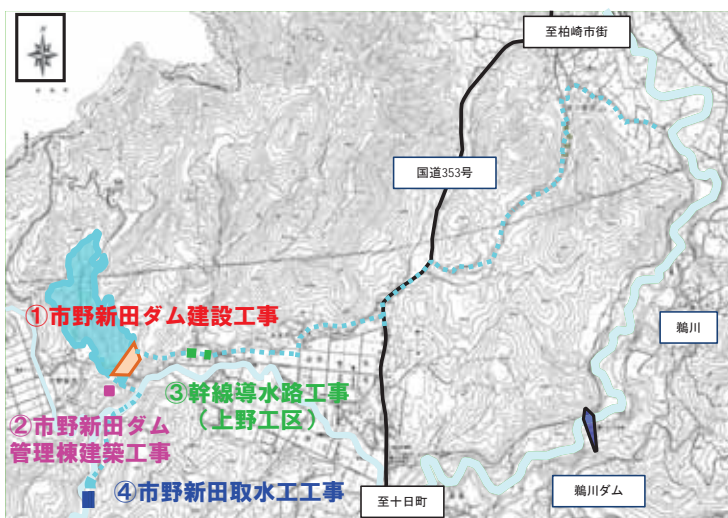 至柏崎市街
国道353号
①市野新田ダム建設工事
鵜川
③幹線導水路工事
（上野工区）
②市野新田ダム
管理棟建築工事
④市野新田取水工工事
至十日町
鵜川ダム